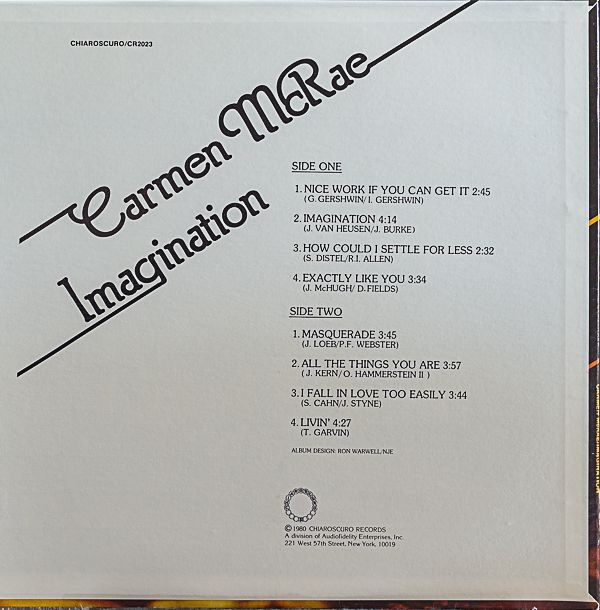 CHIAROSCURO/CR2023
Carmen McRae
Imagination
SIDE ONE
1. NICE WORK IF YOU CAN GET IT 2:45
(G. GERSHWIN/I. GERSHWIN)
2. IMAGINATION 4:14
(J. VAN HEUSEN/J. BURKE)
3. HOW COULD I SETTLE FOR LESS 2:32
(S. DISTEL/R.I. ALLEN)
4. EXACTLY LIKE YOU 3:34
(J. McHUGH/D. FIELDS)
SIDE TWO
1. MASQUERADE 3:45
(J. LOEB/P.F. WEBSTER)
2. ALL THE THINGS YOU ARE 3:57
(J. KERN/O. HAMMERSTEIN II)
3. I FALL IN LOVE TOO EASILY 3:44
(S. CAHN/J. STYNE)
4. LIVIN' 4:27
(T. GARVIN)
ALBUM DESIGN: RON WARWELL/NJE
© 1980 CHIAROSCURO RECORDS
A division of Audiofidelity Enterprises, Inc.
221 West 57th Street, New York, 10019